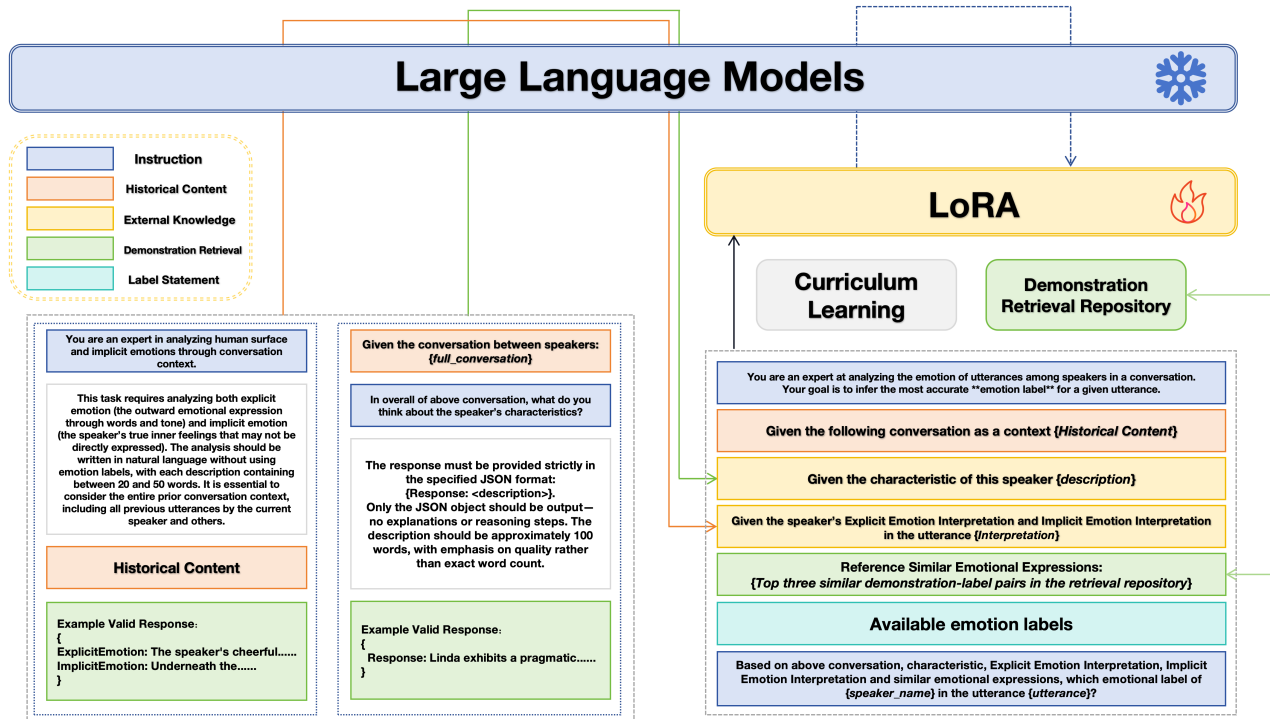 Large Language Models
Instruction
Historical Content
External Knowledge
Demonstration Retrieval
Label Statement
You are an expert in analyzing human surface
and implicit emotions through conversation
context.
This task requires analyzing both explicit
emotion (the outward emotional expression
through words and tone) and implicit emotion
(the speaker's true inner feelings that may not be
directly expressed). The analysis should be
written in natural language without using
emotion labels, with each description containing
between 20 and 50 words. It is essential to
consider the entire prior conversation context,
including all previous utterances by the current
speaker and others.
Historical Content
Example Valid Response:
{
ExplicitEmotion: The speaker's cheerful......
ImplicitEmotion: Underneath the......
}
Given the conversation between speakers:
{full_conversation}
In overall of above conversation, what do you
think about the speaker's characteristics?
The response must be provided strictly in
the specified JSON format:
{Response: <description>}.
Only the JSON object should be output—
no explanations or reasoning steps. The
description should be approximately 100
words, with emphasis on quality rather
than exact word count.
Example Valid Response:
{
Response: Linda exhibits a pragmatic......
}
LoRA
Curriculum
Learning
Demonstration
Retrieval Repository
You are an expert at analyzing the emotion of utterances among speakers in a conversation.
Your goal is to infer the most accurate **emotion label** for a given utterance.
Given the following conversation as a context {Historical Content}
Given the characteristic of this speaker {description}
Given the speaker's Explicit Emotion Interpretation and Implicit Emotion Interpretation
in the utterance {Interpretation}
Reference Similar Emotional Expressions:
{Top three similar demonstration-label pairs in the retrieval repository}
Available emotion labels
Based on above conversation, characteristic, Explicit Emotion Interpretation, Implicit
Emotion Interpretation and similar emotional expressions, which emotional label of
{speaker_name} in the utterance {utterance}?